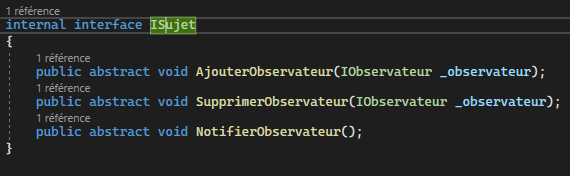 1 référence
internal interface ISujet
{
1 référence
public abstract void AjouterObservateur(IObservateur _observateur);
1 référence
public abstract void SupprimerObservateur(IObservateur _observateur);
1 référence
public abstract void NotifierObservateur();
}